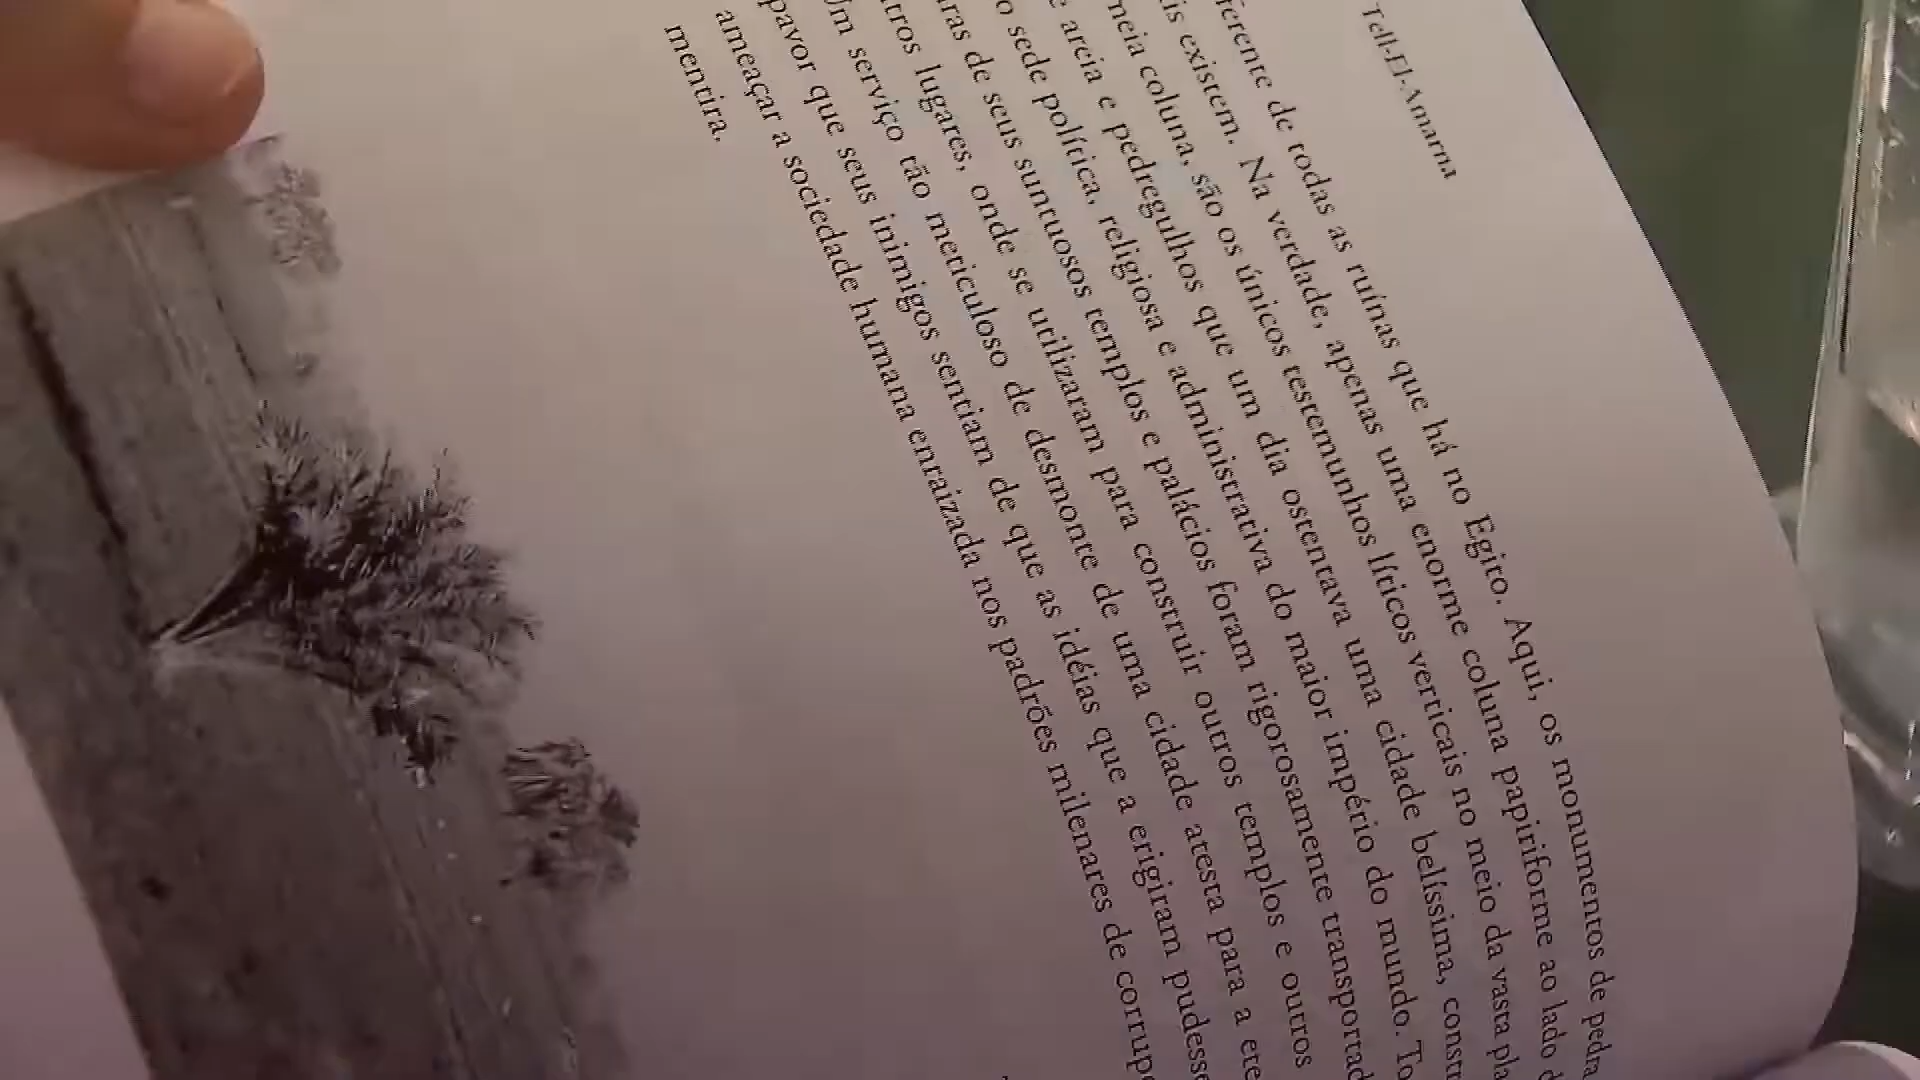 Tell-El-Amarna
ferente de todas as ruínas que há no Egito. Aqui, os monumentos de pedra
is existem. Na verdade, apenas uma enorme coluna papiriforme ao lado d
meia coluna, são os únicos testemunhos líticos verticais no meio da vasta pla
e areia e pedregulhos que um dia ostentava uma cidade belíssima, constr
o sede política, religiosa e administrativa do maior império do mundo. To
ras de seus suntuosos templos e palácios foram rigorosamente transportad
tros lugares, onde se utilizaram para construir outros templos e outros
Um serviço tão meticuloso de desmonte de uma cidade atesta para a ete
pavor que seus inimigos sentiam de que as idéias que a erigiram pudesse
ameaçar a sociedade humana enraizada nos padrões milenares de corrup
mentira.